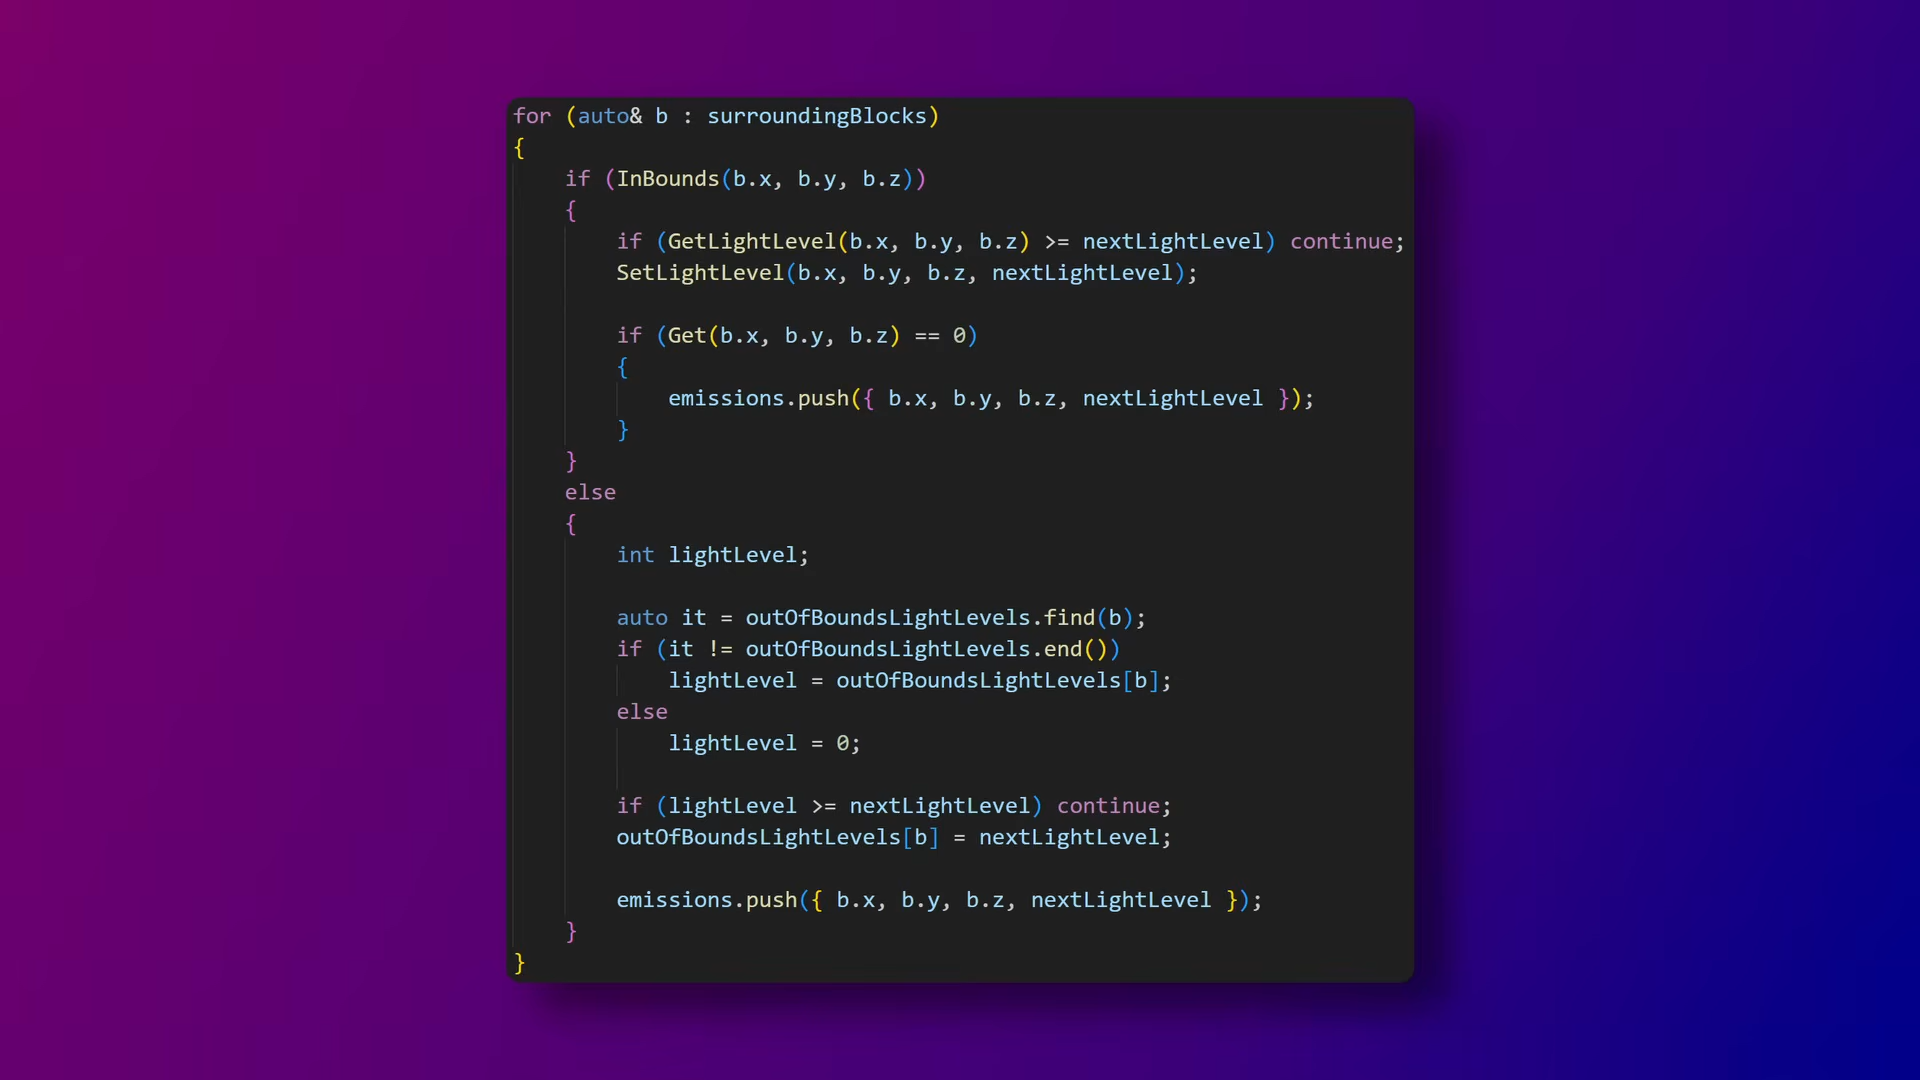 for (auto& b : surroundingBlocks)
{
    if (InBounds(b.x, b.y, b.z))
    {
        if (GetLightLevel(b.x, b.y, b.z) >= nextLightLevel) continue;
        SetLightLevel(b.x, b.y, b.z, nextLightLevel);

        if (Get(b.x, b.y, b.z) == 0)
        {
            emissions.push({ b.x, b.y, b.z, nextLightLevel });
        }
    }
    else
    {
        int lightLevel;

        auto it = outOfBoundsLightLevels.find(b);
        if (it != outOfBoundsLightLevels.end())
            lightLevel = outOfBoundsLightLevels[b];
        else
            lightLevel = 0;

        if (lightLevel >= nextLightLevel) continue;
        outOfBoundsLightLevels[b] = nextLightLevel;

        emissions.push({ b.x, b.y, b.z, nextLightLevel });
    }
}